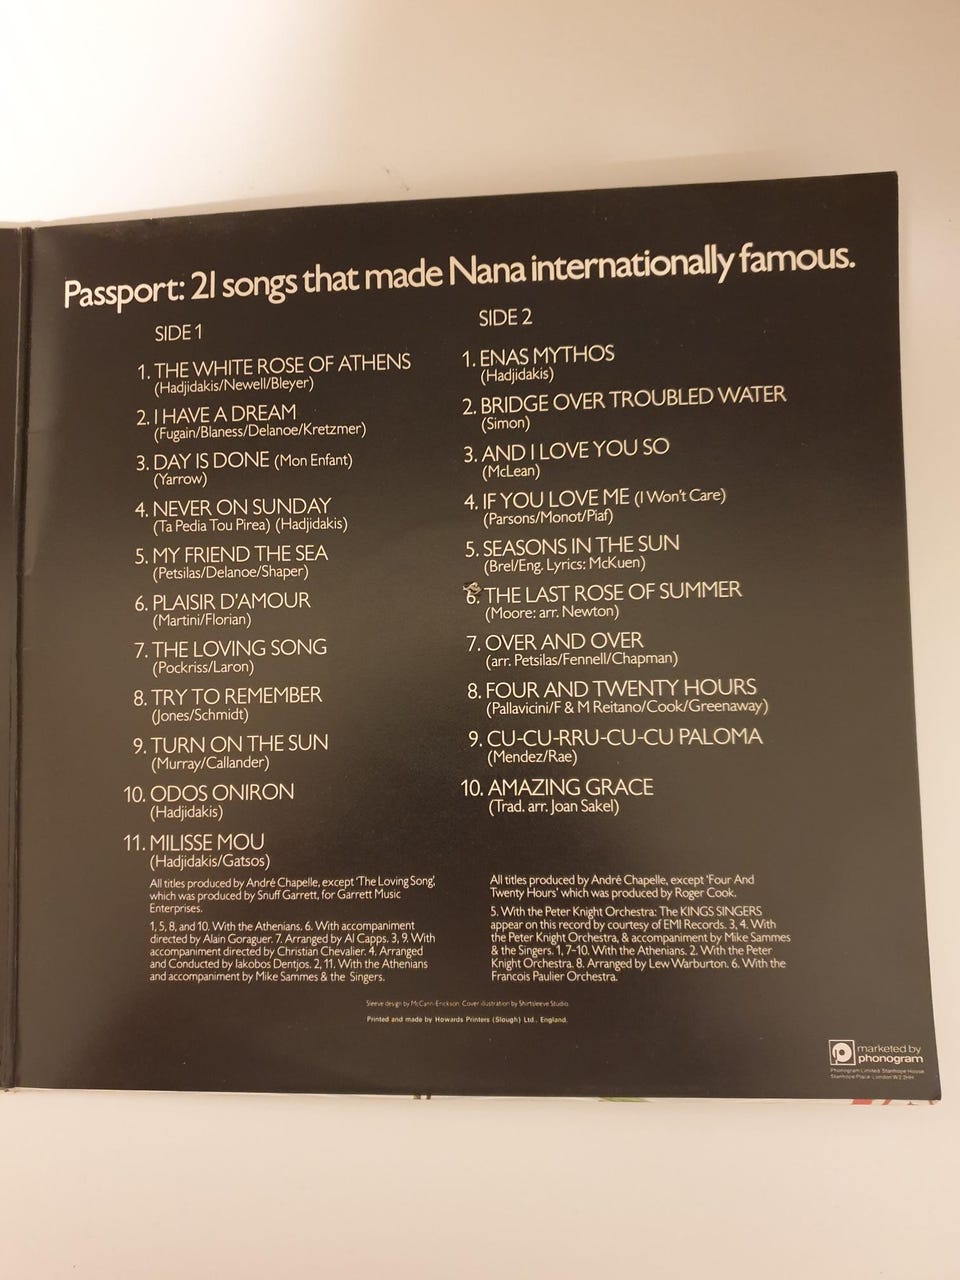 Passport: 21 songs that made Nana internationally famous.
SIDE 1
1. THE WHITE ROSE OF ATHENS
(Hadjidakis/Newell/Bleyer)
2. I HAVE A DREAM
(Fugain/Blaness/Delanoe/Kretzmer)
3. DAY IS DONE (Mon Enfant)
(Yarrow)
4. NEVER ON SUNDAY
(Ta Pedia Tou Pirea) (Hadjidakis)
5. MY FRIEND THE SEA
(Petsilas/Delanoe/Shaper)
6. PLAISIR D'AMOUR
(Martini/Florian)
7. THE LOVING SONG
(Pockriss/Laron)
8. TRY TO REMEMBER
(Jones/Schmidt)
9. TURN ON THE SUN
(Murray/Callander)
10. ODOS ONIRON
(Hadjidakis)
11. MILISSE MOU
(Hadjidakis/Gatsos)
All titles produced by André Chapelle, except 'The Loving Song',
which was produced by Snuff Garrett, for Garrett Music
Enterprises.
1, 5, 8, and 10. With the Athenians. 6. With accompaniment
directed by Alain Goraguer. 7. Arranged by Al Capps. 3, 9. With
accompaniment directed by Christian Chevalier. 4. Arranged
and Conducted by Iakobos Dentjos. 2, 11. With the Athenians
and accompaniment by Mike Sammes & the Singers.
SIDE 2
1. ENAS MYTHOS
(Hadjidakis)
2. BRIDGE OVER TROUBLED WATER
(Simon)
3. AND I LOVE YOU SO
(McLean)
4. IF YOU LOVE ME (I Won't Care)
(Parsons/Monot/Piaf)
5. SEASONS IN THE SUN
(Brel/Eng. Lyrics: McKuen)
6. THE LAST ROSE OF SUMMER
(Moore: arr. Newton)
7. OVER AND OVER
(arr. Petsilas/Fennell/Chapman)
8. FOUR AND TWENTY HOURS
(Pallavicini/F & M Reitano/Cook/Greenaway)
9. CU-CU-RRU-CU-CU PALOMA
(Mendez/Rae)
10. AMAZING GRACE
(Trad. arr. Joan Sakel)
All titles produced by André Chapelle, except 'Four And
Twenty Hours' which was produced by Roger Cook.
5. With the Peter Knight Orchestra: The KINGS SINGERS
appear on this record by courtesy of EMI Records. 3, 4. With
the Peter Knight Orchestra, & accompaniment by Mike Sammes
& the Singers. 1, 7-10. With the Athenians. 2. With the Peter
Knight Orchestra. 8. Arranged by Lew Warburton. 6. With the
Francois Paulier Orchestra.
Sleeve design by McCann-Erickson. Cover illustration by Shirtsleeve Studio.
Printed and made by Howards Printers (Slough) Ltd., England.
marketed by
phonogram
Phonogram Limited Stanhope House
Stanhope Place London W2 2HH